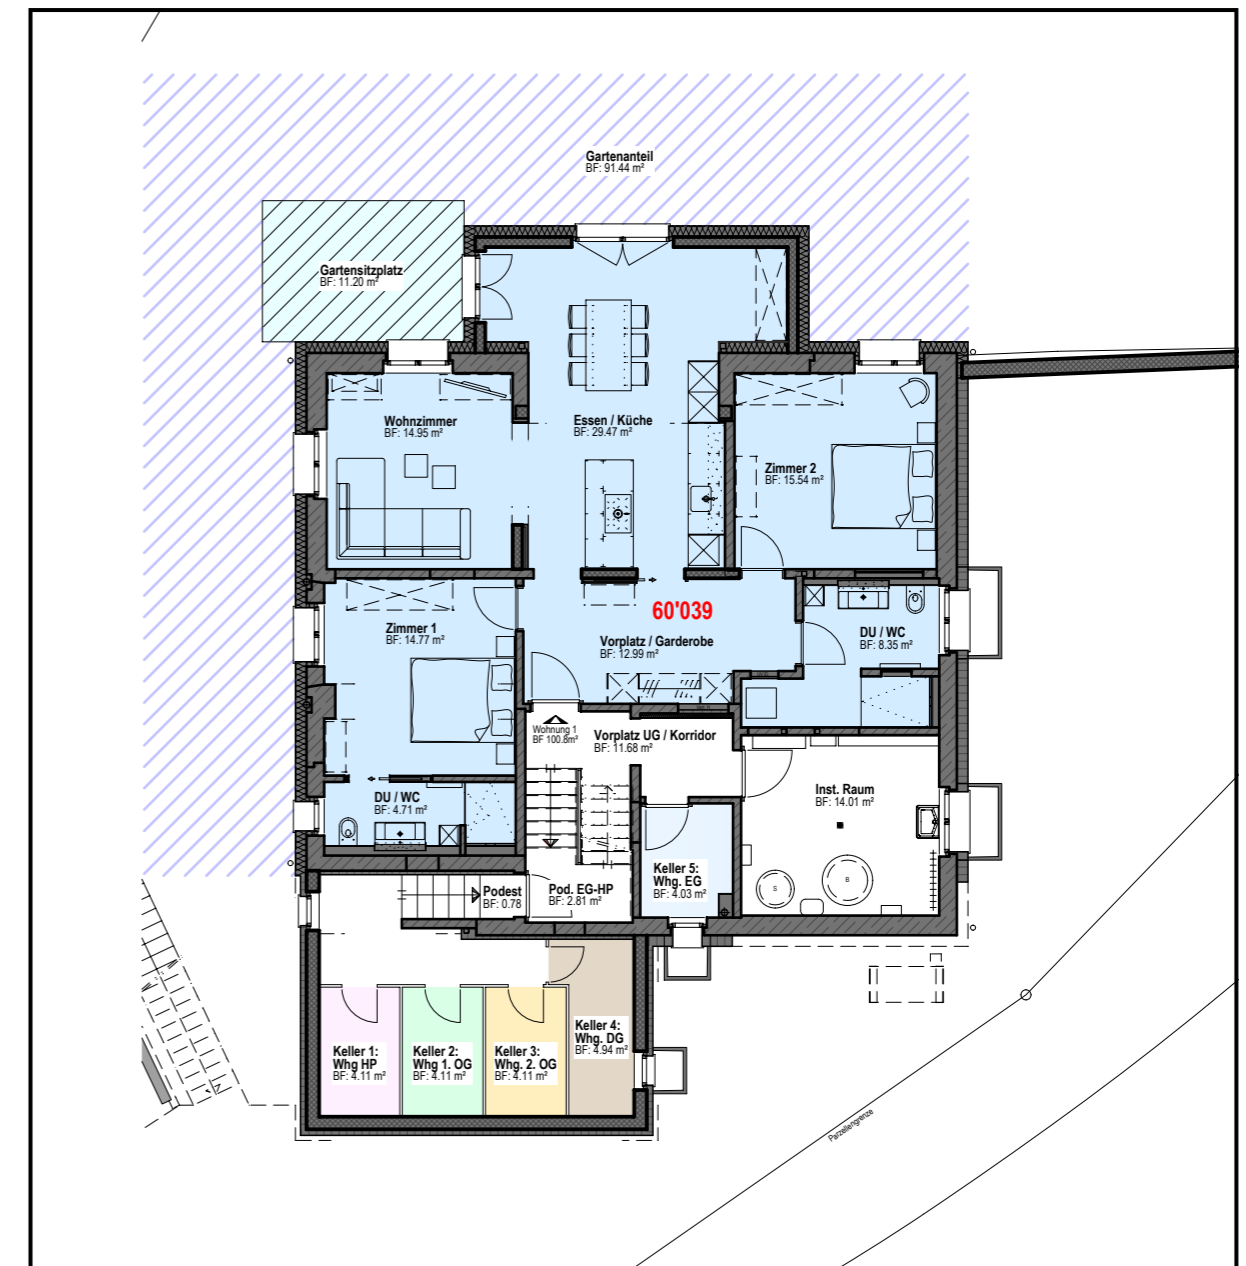 Gartenanteil
BF: 91.44 m²
Gartensitzplatz
BF: 11.20 m²
Wohnzimmer
BF: 14.95 m²
Essen / Küche
BF: 29.47 m²
Zimmer 2
BF: 15.54 m²
60'039
Zimmer 1
BF: 14.77 m²
Vorplatz / Garderobe
BF: 12.99 m²
DU / WC
BF: 8.35 m²
Wohnung 1
BF 100.8m²
Vorplatz UG / Korridor
BF: 11.68 m²
DU / WC
BF: 4.71 m²
Inst. Raum
BF: 14.01 m²
Podest
BF: 0.78
Pod. EG-HP
BF: 2.81 m²
Keller 5:
Whg. EG
BF: 4.03 m²
S
B
Keller 1:
Whg HP
BF: 4.11 m²
Keller 2:
Whg 1. OG
BF: 4.11 m²
Keller 3:
Whg. 2. OG
BF: 4.11 m²
Keller 4:
Whg. DG
BF: 4.94 m²
Parzellengrenze